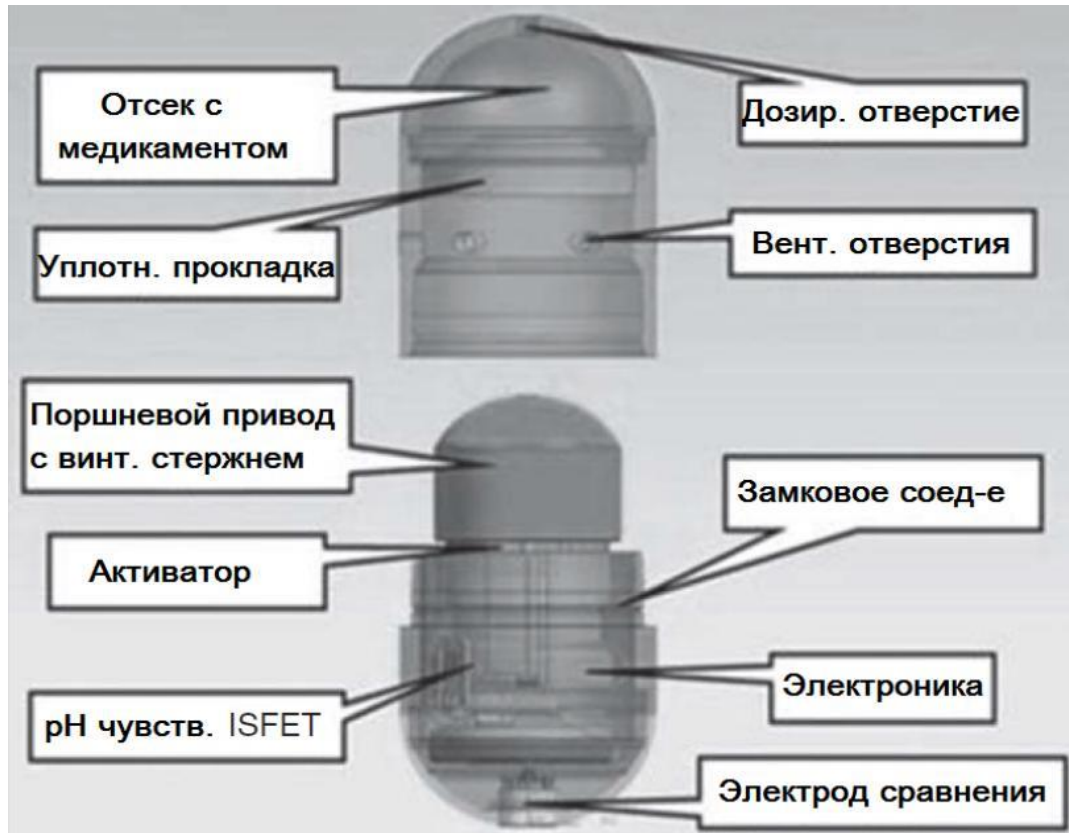 Отсек с
медикаментом
Дозир. отверстие
Уплотн. прокладка
Вент. отверстия
Поршневой привод
с винт. стержнем
Замковое соед-е
Активатор
Электроника
pH чувств. ISFET
Электрод сравнения